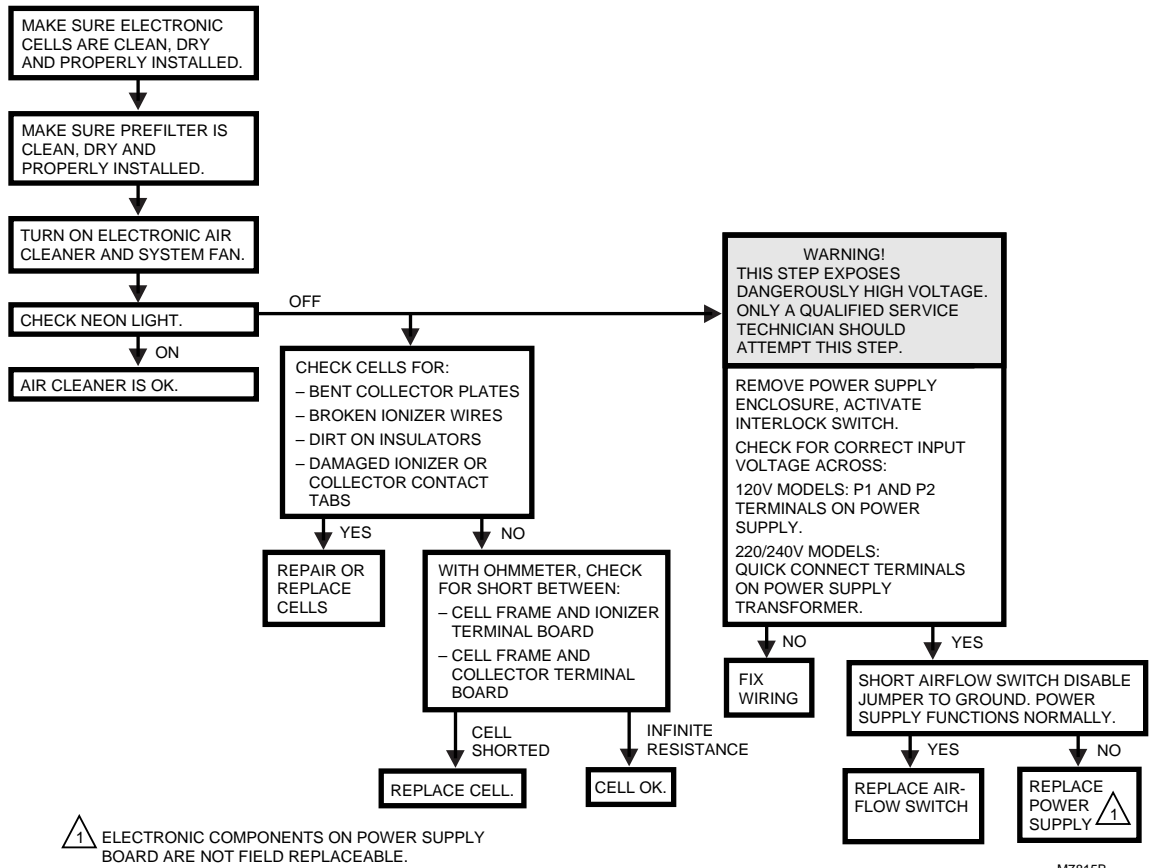 MAKE SURE ELECTRONIC
CELLS ARE CLEAN, DRY
AND PROPERLY INSTALLED.
MAKE SURE PREFILTER IS
CLEAN, DRY AND
PROPERLY INSTALLED.
TURN ON ELECTRONIC AIR
CLEANER AND SYSTEM FAN.
CHECK NEON LIGHT.
ON
AIR CLEANER IS OK.
OFF
CHECK CELLS FOR:
– BENT COLLECTOR PLATES
– BROKEN IONIZER WIRES
– DIRT ON INSULATORS
– DAMAGED IONIZER OR
COLLECTOR CONTACT
TABS
YES
REPAIR OR
REPLACE
CELLS
NO
WITH OHMMETER, CHECK
FOR SHORT BETWEEN:
– CELL FRAME AND IONIZER
TERMINAL BOARD
– CELL FRAME AND
COLLECTOR TERMINAL
BOARD
CELL
SHORTED
REPLACE CELL.
INFINITE
RESISTANCE
CELL OK.
WARNING!
THIS STEP EXPOSES
DANGEROUSLY HIGH VOLTAGE.
ONLY A QUALIFIED SERVICE
TECHNICIAN SHOULD
ATTEMPT THIS STEP.
REMOVE POWER SUPPLY
ENCLOSURE, ACTIVATE
INTERLOCK SWITCH.
CHECK FOR CORRECT INPUT
VOLTAGE ACROSS:
120V MODELS: P1 AND P2
TERMINALS ON POWER
SUPPLY.
220/240V MODELS:
QUICK CONNECT TERMINALS
ON POWER SUPPLY
TRANSFORMER.
NO
FIX
WIRING
YES
SHORT AIRFLOW SWITCH DISABLE
JUMPER TO GROUND. POWER
SUPPLY FUNCTIONS NORMALLY.
YES
REPLACE AIR-
FLOW SWITCH
NO
REPLACE
POWER
SUPPLY 1
1 ELECTRONIC COMPONENTS ON POWER SUPPLY
BOARD ARE NOT FIELD REPLACEABLE.